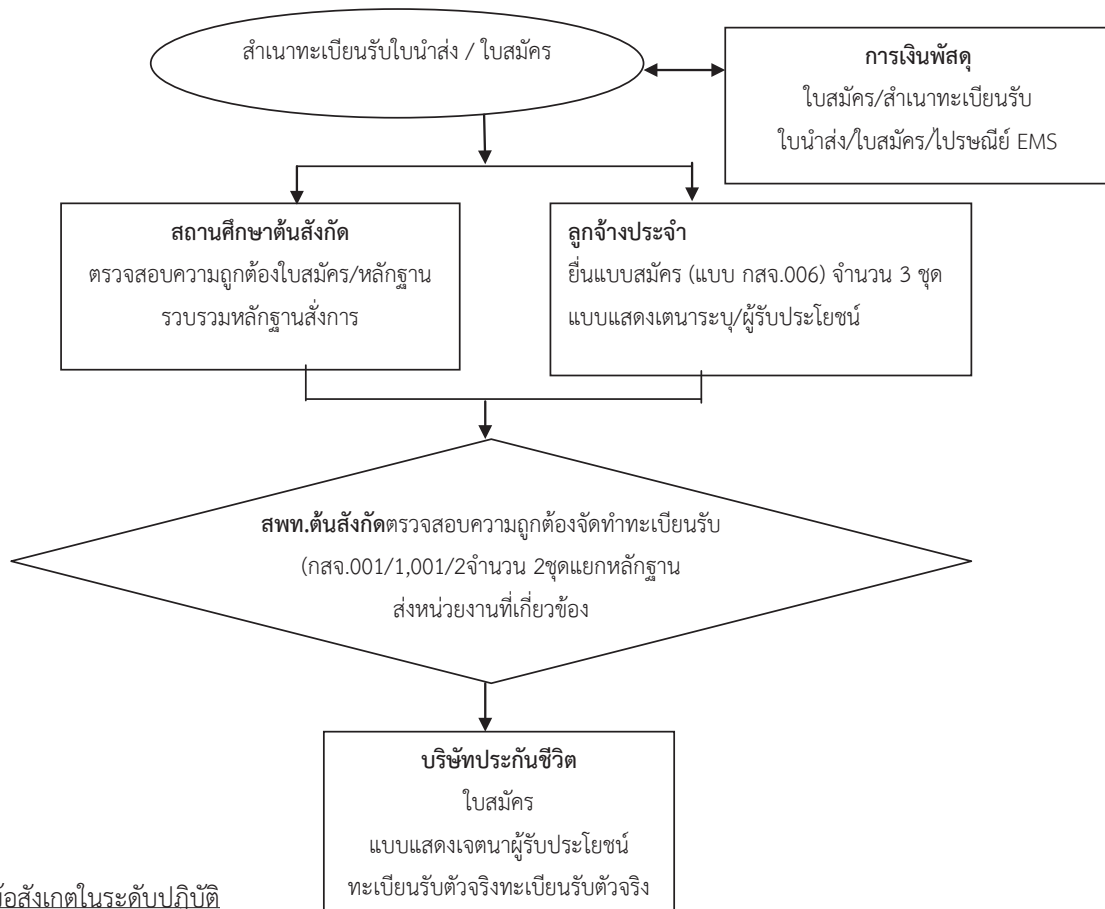 สำเนาทะเบียนรับใบนำส่ง / ใบสมัคร
การเงินพัสดุ
ใบสมัคร/สำเนาทะเบียนรับ
ใบนำส่ง/ใบสมัคร/ไปรษณีย์ EMS
สถานศึกษาต้นสังกัด
ตรวจสอบความถูกต้องใบสมัคร/หลักฐาน
รวบรวมหลักฐานสั่งการ
ลูกจ้างประจำ
ยื่นแบบสมัคร (แบบ กสจ.006) จำนวน 3 ชุด
แบบแสดงเตนาระบุ/ผู้รับประโยชน์
สพท.ต้นสังกัดตรวจสอบความถูกต้องจัดทำทะเบียนรับ
(กสจ.001/1,001/2จำนวน 2ชุดแยกหลักฐาน
ส่งหน่วยงานที่เกี่ยวข้อง
บริษัทประกันชีวิต
ใบสมัคร
แบบแสดงเจตนาผู้รับประโยชน์
ทะเบียนรับตัวจริงทะเบียนรับตัวจริง
ข้อสังเกตในระดับปฏิบัติ